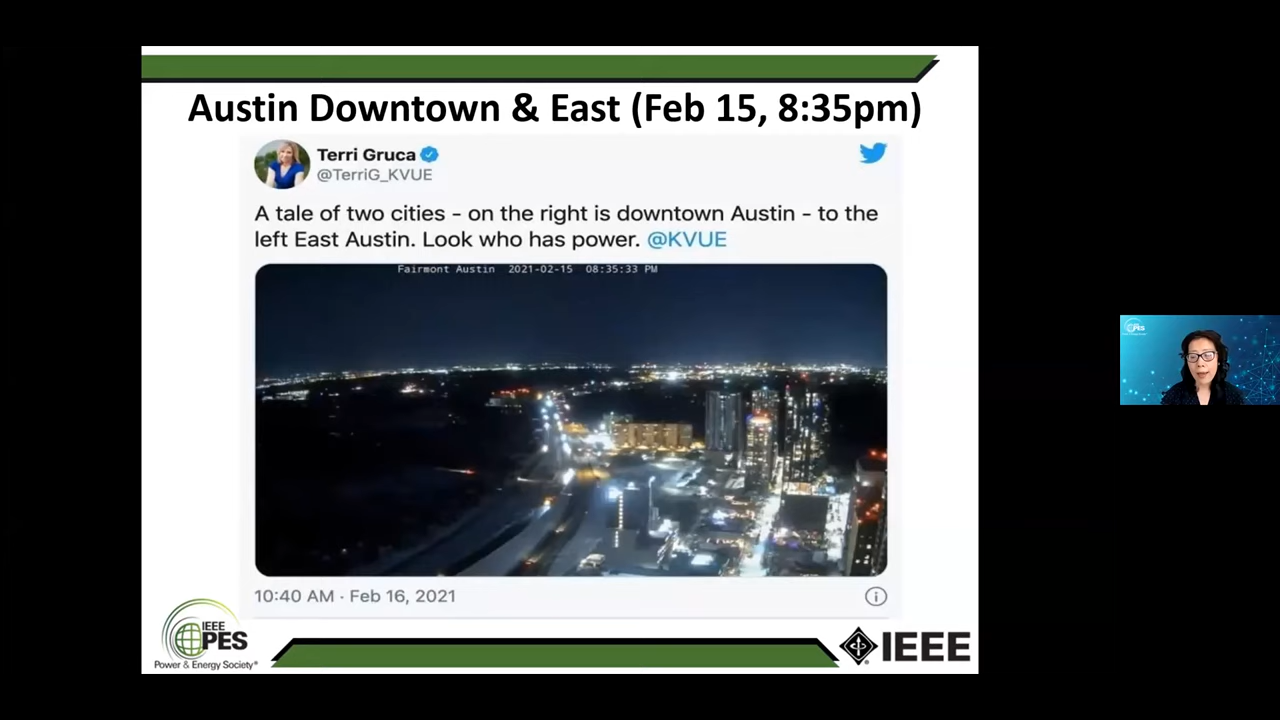 Austin Downtown & East (Feb 15, 8:35pm)
Terri Gruca
@TerriG_KVUE
A tale of two cities - on the right is downtown Austin - to the
left East Austin. Look who has power. @KVUE
Fairmont Austin 2021-02-15 08:35:33 PM
10:40 AM · Feb 16, 2021
IEEE
PES
Power & Energy Society®
IEEE
PES